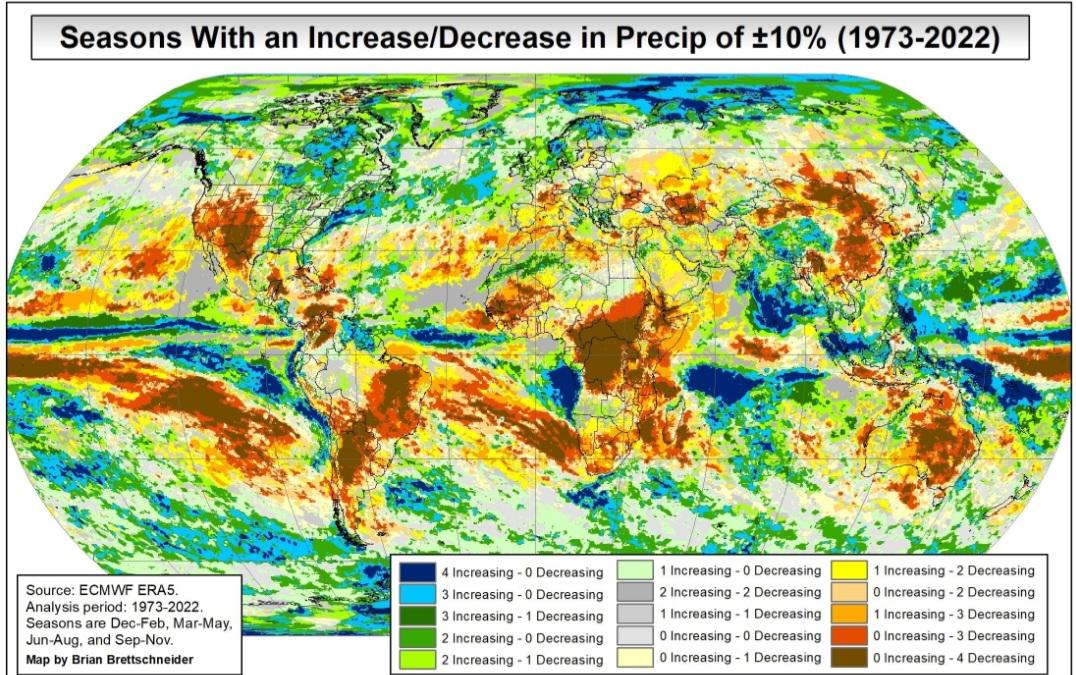 Seasons With an Increase/Decrease in Precip of ±10% (1973-2022)
Source: ECMWF ERA5.
Analysis period: 1973-2022.
Seasons are Dec-Feb, Mar-May,
Jun-Aug, and Sep-Nov.
Map by Brian Brettschneider
4 Increasing - 0 Decreasing
3 Increasing - 0 Decreasing
3 Increasing - 1 Decreasing
2 Increasing - 0 Decreasing
2 Increasing - 1 Decreasing
1 Increasing - 0 Decreasing
2 Increasing - 2 Decreasing
1 Increasing - 1 Decreasing
0 Increasing - 0 Decreasing
0 Increasing - 1 Decreasing
1 Increasing - 2 Decreasing
0 Increasing - 2 Decreasing
1 Increasing - 3 Decreasing
0 Increasing - 3 Decreasing
0 Increasing - 4 Decreasing